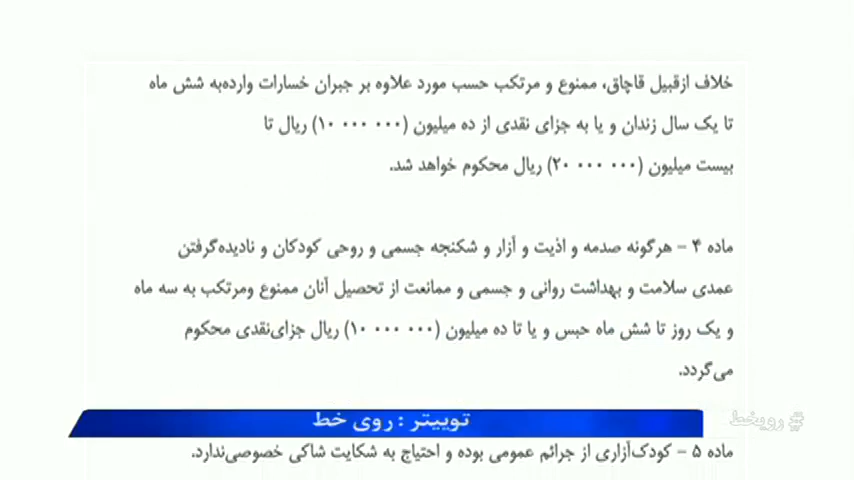 خلاف ازقبیل قاچاق، ممنوع و مرتکب حسب مورد علاوه بر جبران خسارات وارده‌به شش ماه
تا یک سال زندان و یا به جزای نقدی از ده میلیون (۱۰ ۰۰۰ ۰۰۰) ریال تا
بیست میلیون (۲۰ ۰۰۰ ۰۰۰) ریال محکوم خواهد شد.
ماده ۴ - هرگونه صدمه و اذیت و آزار و شکنجه جسمی و روحی کودکان و نادیده‌گرفتن
عمدی سلامت و بهداشت روانی و جسمی و ممانعت از تحصیل آنان ممنوع ومرتکب به سه ماه
و یک روز تا شش ماه حبس و یا تا ده میلیون (۱۰ ۰۰۰ ۰۰۰) ریال جزای‌نقدی محکوم
می‌گردد.
توییتر : روی خط
#رویخط
ماده ۵ - کودک‌آزاری از جرائم عمومی بوده و احتیاج به شکایت شاکی خصوصی‌ندارد.